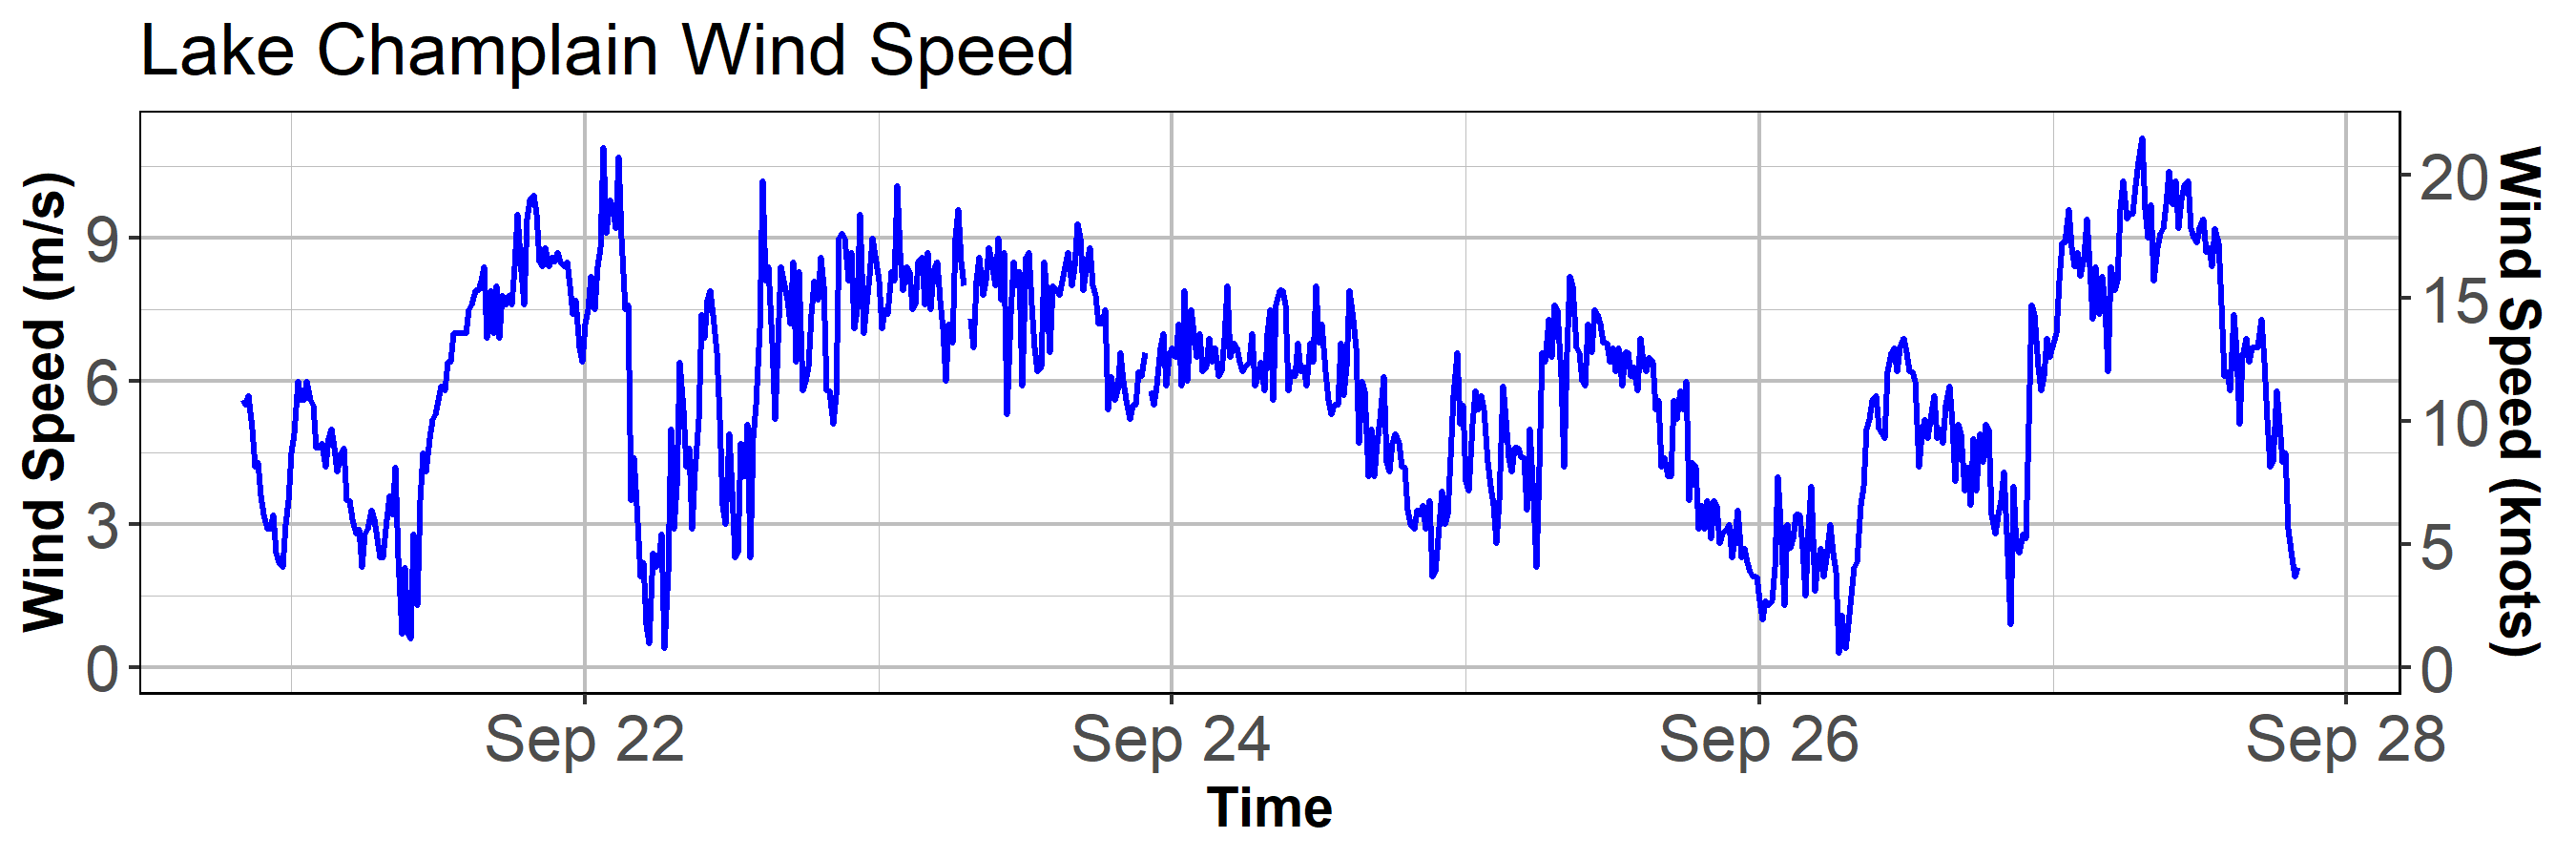 Lake Champlain Wind Speed
Wind Speed (m/s)
9
6
3
0
20
15
10
5
0
Wind Speed (knots)
Sep 22
Sep 24
Sep 26
Sep 28
Time